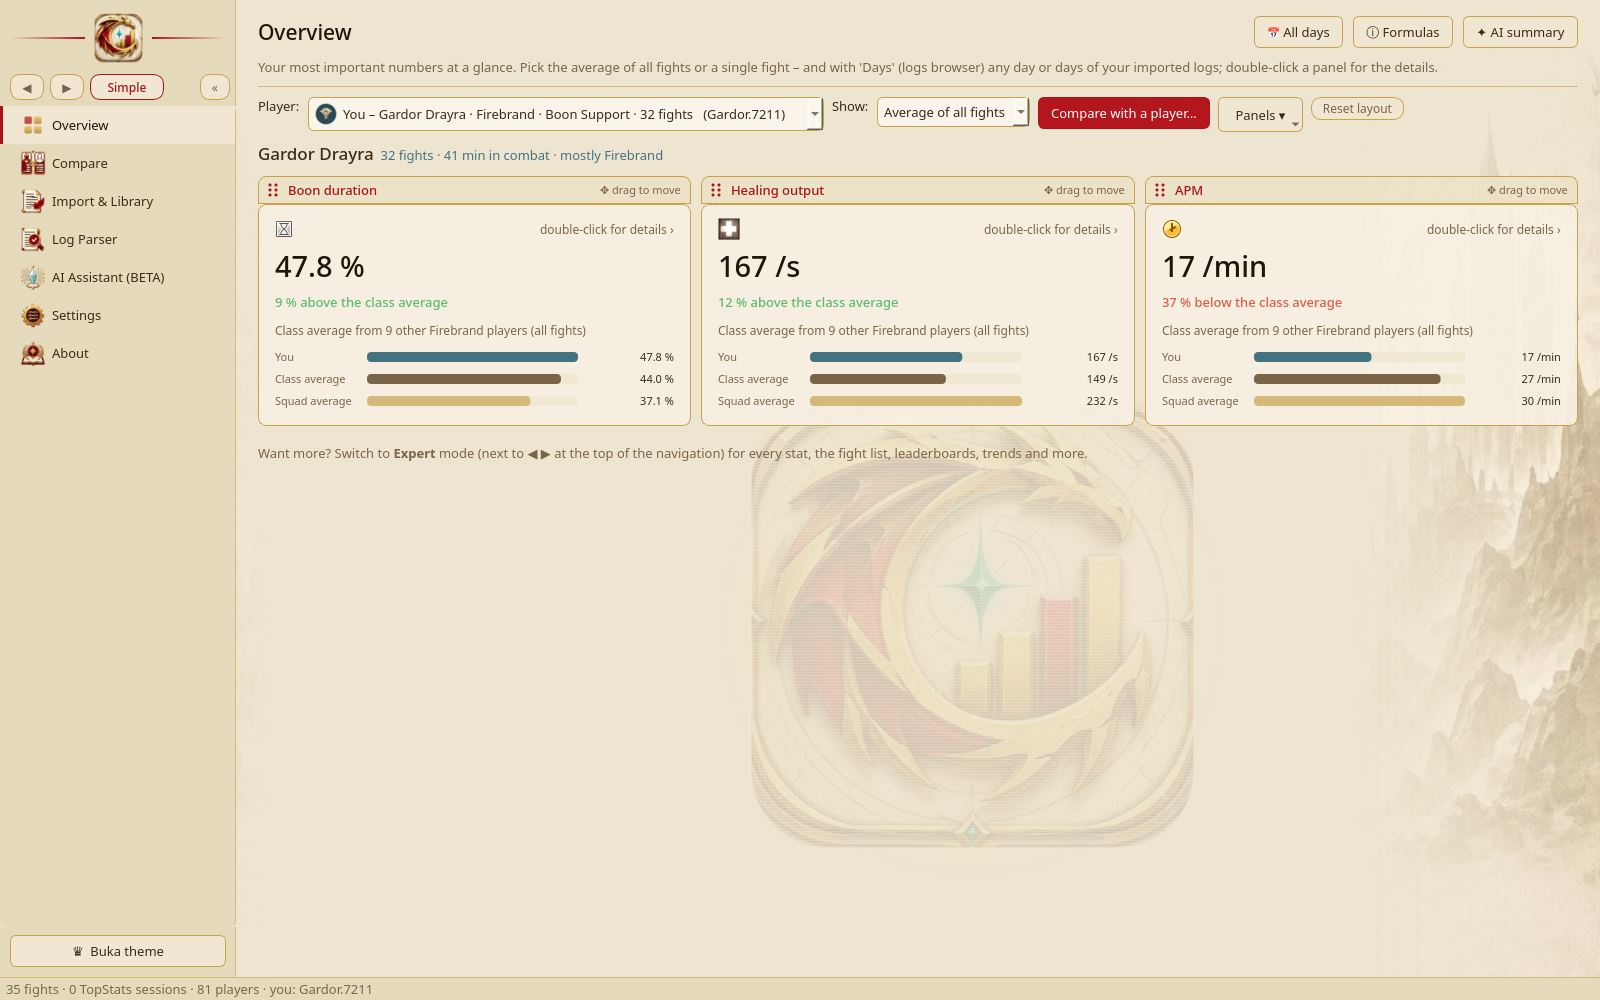 Overview
📅 All days
ⓘ Formulas
✦ AI summary
Your most important numbers at a glance. Pick the average of all fights or a single fight – and with 'Days' (logs browser) any day or days of your imported logs; double-click a panel for the details.
◀ ▶ Simple «
Overview
Compare
Import & Library
Log Parser
AI Assistant (BETA)
Settings
About
Player: You – Gardor Drayra · Firebrand · Boon Support · 32 fights (Gardor.7211) Show: Average of all fights Compare with a player... Panels ▾ Reset layout
Gardor Drayra 32 fights · 41 min in combat · mostly Firebrand
Boon duration ✥ drag to move
double-click for details ›
47.8 %
9 % above the class average
Class average from 9 other Firebrand players (all fights)
You 47.8 %
Class average 44.0 %
Squad average 37.1 %
Healing output ✥ drag to move
double-click for details ›
167 /s
12 % above the class average
Class average from 9 other Firebrand players (all fights)
You 167 /s
Class average 149 /s
Squad average 232 /s
APM ✥ drag to move
double-click for details ›
17 /min
37 % below the class average
Class average from 9 other Firebrand players (all fights)
You 17 /min
Class average 27 /min
Squad average 30 /min
Want more? Switch to Expert mode (next to ◀ ▶ at the top of the navigation) for every stat, the fight list, leaderboards, trends and more.
♛ Buka theme
35 fights · 0 TopStats sessions · 81 players · you: Gardor.7211